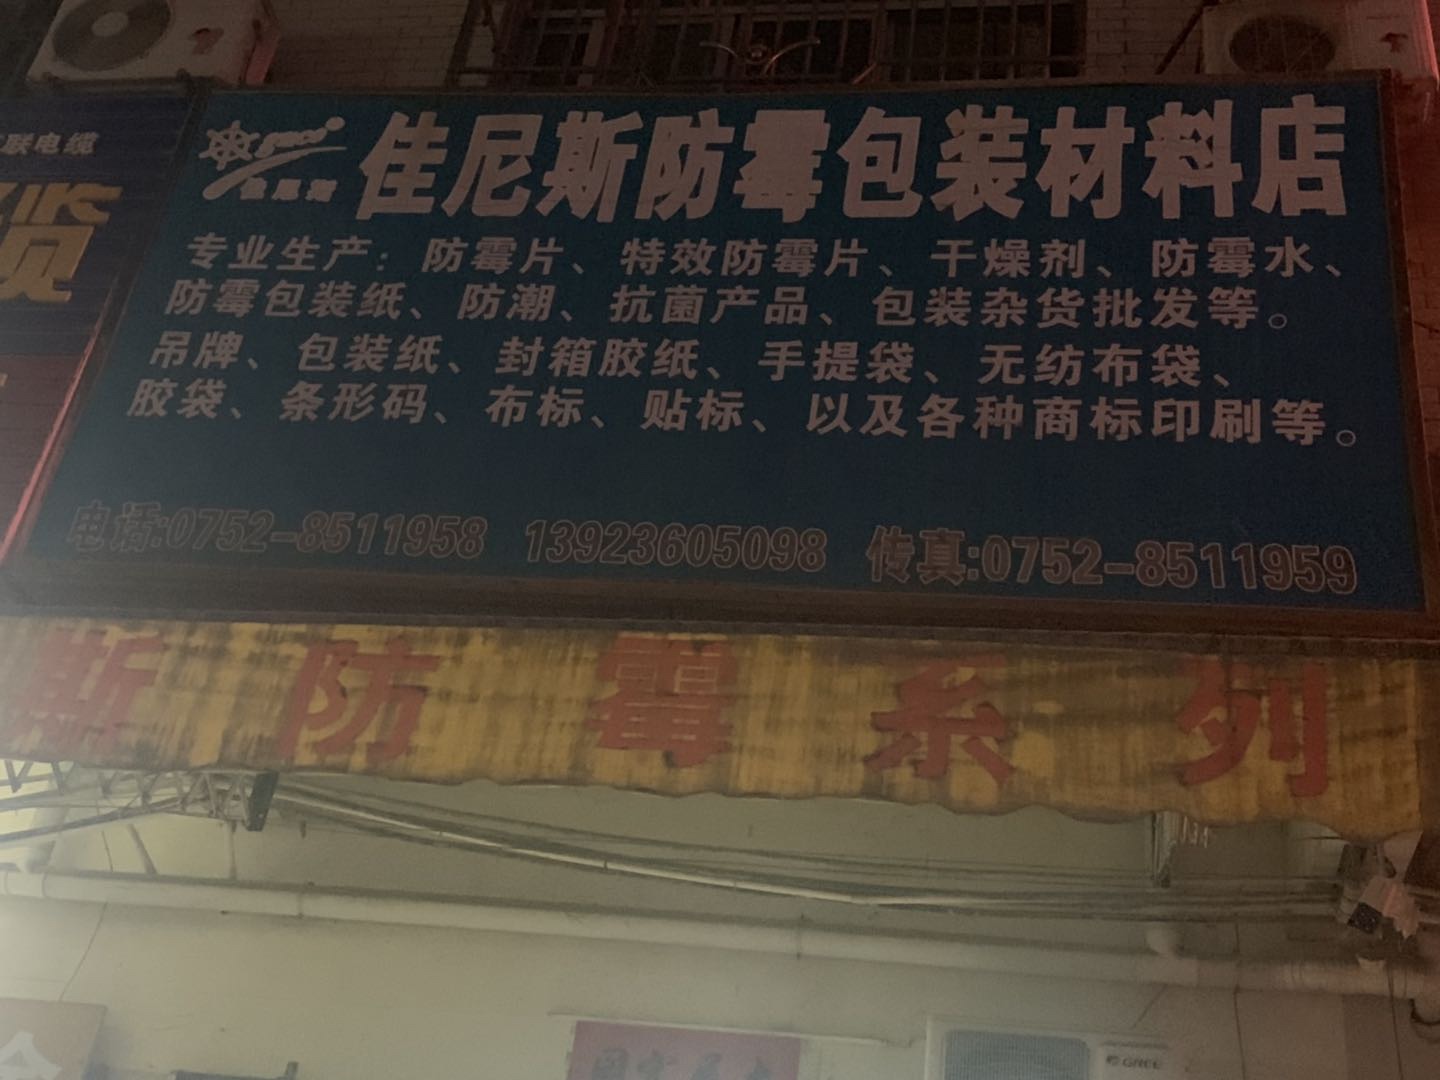 佳尼斯防霉包装材料店
专业生产：防霉片、特效防霉片、干燥剂、防霉水、
防霉包装纸、防潮、抗菌产品、包装杂货批发等。
吊牌、包装纸、封箱胶纸、手提袋、无纺布袋、
胶袋、条形码、布标、贴标、以及各种商标印刷等。
电话:0752-8511958 13923605098 传真:0752-8511959
联电缆
斯防霉系列
GREE